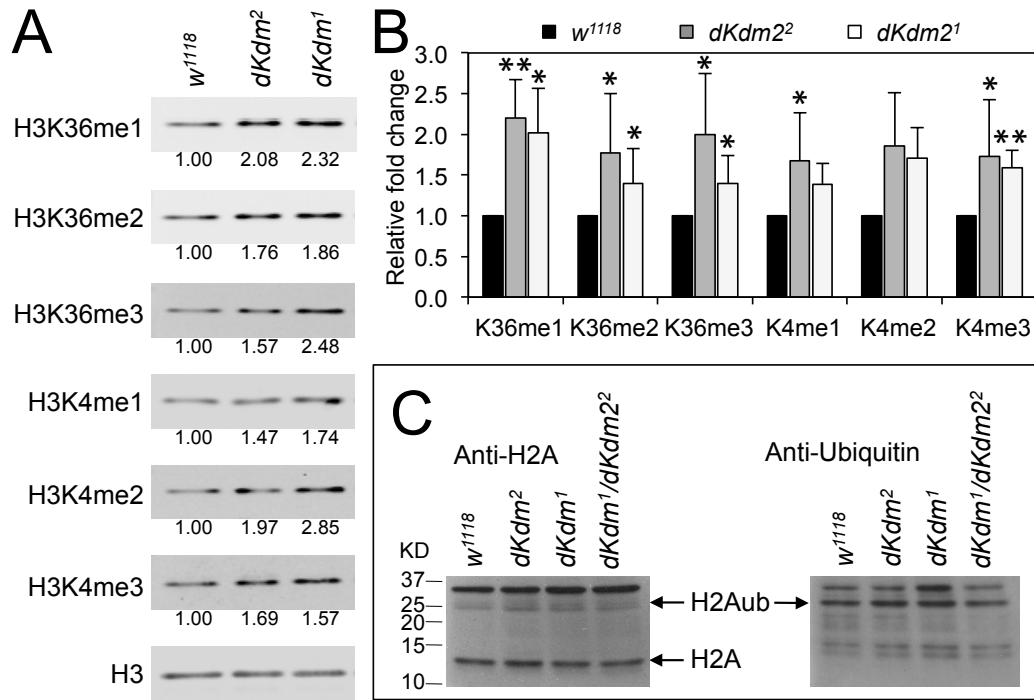 A
w1118 dKdm2 dKdm1
H3K36me1
1.00 2.08 2.32
H3K36me2
1.00 1.76 1.86
H3K36me3
1.00 1.57 2.48
H3K4me1
1.00 1.47 1.74
H3K4me2
1.00 1.97 2.85
H3K4me3
1.00 1.69 1.57
H3
B
w1118 dKdm2² dKdm2¹
Relative fold change
3.0
2.5
2.0
1.5
1.0
0.5
0.0
** * * * * * * * **
K36me1 K36me2 K36me3 K4me1 K4me2 K4me3
C
Anti-H2A
w1118 dKdm² dKdm¹ dKdm¹/dKdm2²
KD
37
25
20
15
10
H2Aub
H2A
Anti-Ubiquitin
w1118 dKdm² dKdm¹ dKdm¹/dKdm2²